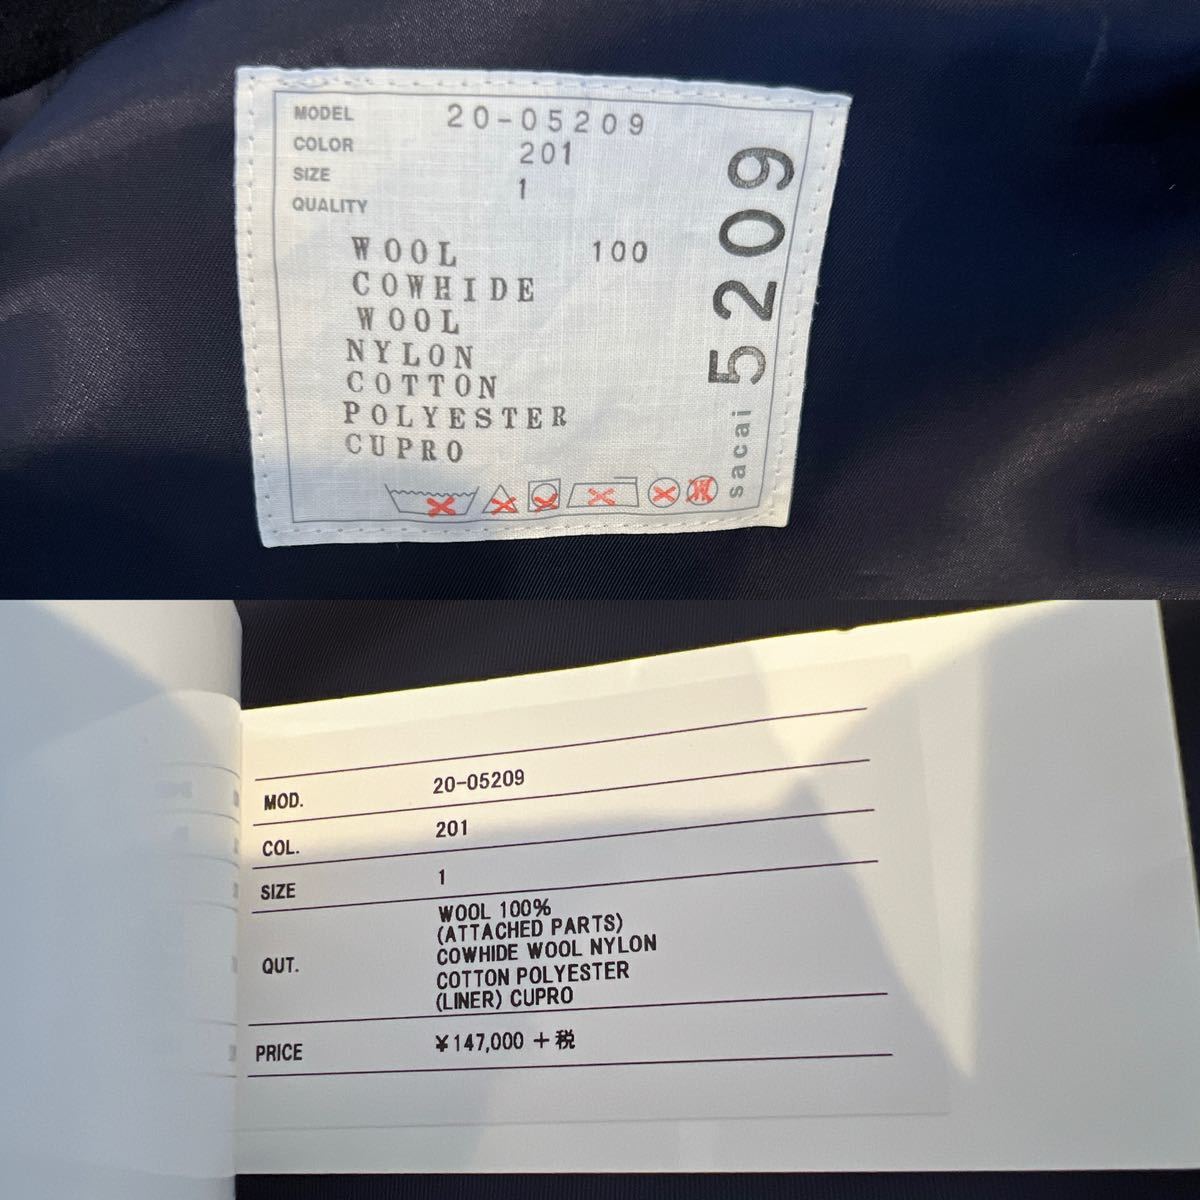 MODEL 20-05209
COLOR 201
SIZE 1
QUALITY
WOOL 100
COWHIDE
WOOL
NYLON
COTTON
POLYESTER
CUPRO
sacai 5209
MOD. 20-05209
COL. 201
SIZE 1
QUT. WOOL 100%
(ATTACHED PARTS)
COWHIDE WOOL NYLON
COTTON POLYESTER
(LINER) CUPRO
PRICE ¥147,000 +税